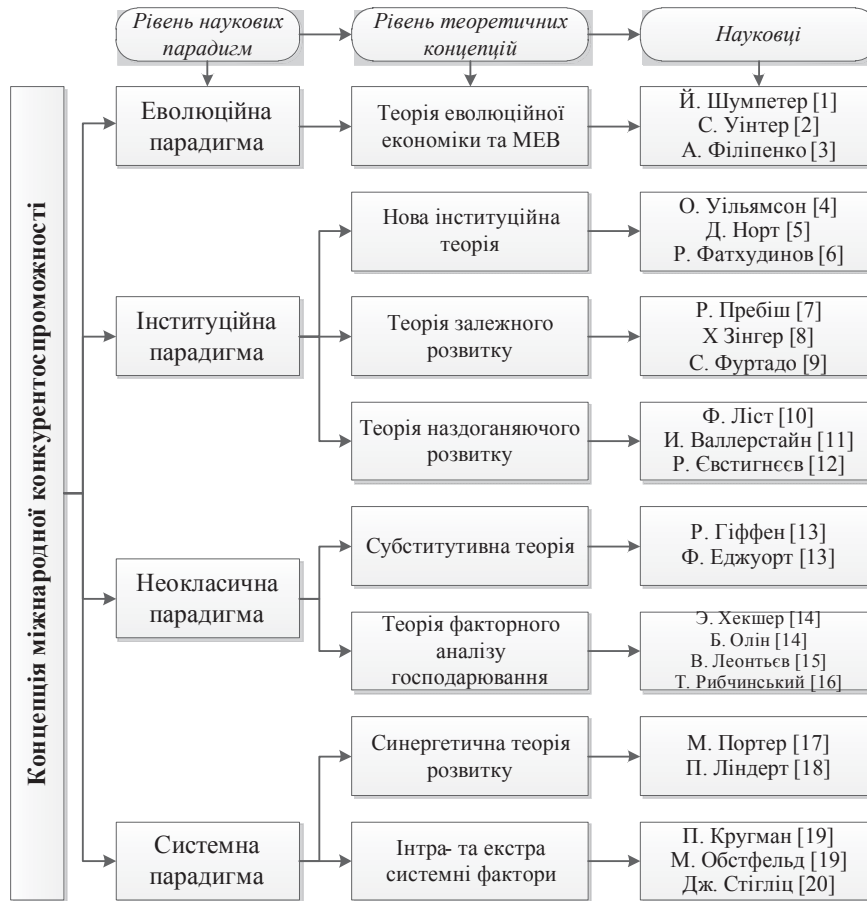 Рівень наукових
парадигм
Рівень теоретичних
концепцій
Науковці
Концепція міжнародної конкурентоспроможності
Еволюційна
парадигма
Теорія еволюційної
економіки та МЕВ
Й. Шумпетер [1]
С. Уінтер [2]
А. Філіпенко [3]
Інституційна
парадигма
Нова інституційна
теорія
О. Уільямсон [4]
Д. Норт [5]
Р. Фатхудинов [6]
Теорія залежного
розвитку
Р. Пребіш [7]
Х Зінгер [8]
С. Фуртадо [9]
Теорія наздоганяючого
розвитку
Ф. Ліст [10]
И. Валлерстайн [11]
Р. Євстигнєєв [12]
Неокласична
парадигма
Субститутивна теорія
Р. Гіффен [13]
Ф. Еджуорт [13]
Теорія факторного
аналізу
господарювання
Э. Хекшер [14]
Б. Олін [14]
В. Леонтьєв [15]
Т. Рибчинський [16]
Системна
парадигма
Синергетична теорія
розвитку
М. Портер [17]
П. Ліндерт [18]
Інтра- та екстра
системні фактори
П. Кругман [19]
М. Обстфельд [19]
Дж. Стігліц [20]